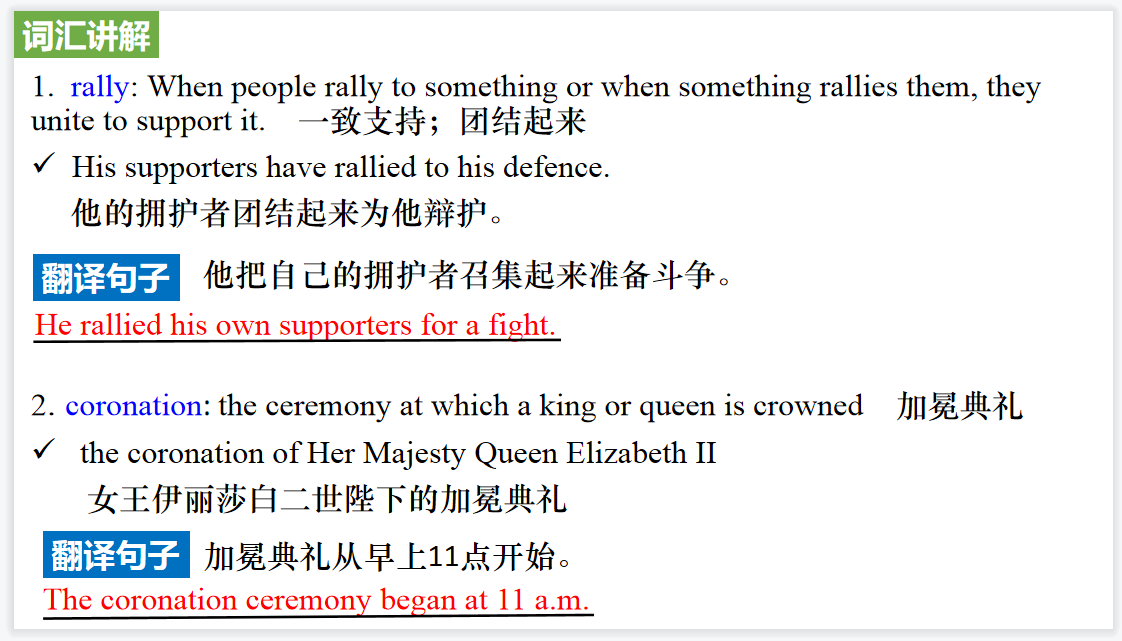 词汇讲解
1. rally: When people rally to something or when something rallies them, they
unite to support it. 一致支持；团结起来
✓ His supporters have rallied to his defence.
他的拥护者团结起来为他辩护。
翻译句子 他把自己的拥护者召集起来准备斗争。
He rallied his own supporters for a fight.
2. coronation: the ceremony at which a king or queen is crowned 加冕典礼
✓ the coronation of Her Majesty Queen Elizabeth II
女王伊丽莎白二世陛下的加冕典礼
翻译句子 加冕典礼从早上11点开始。
The coronation ceremony began at 11 a.m.